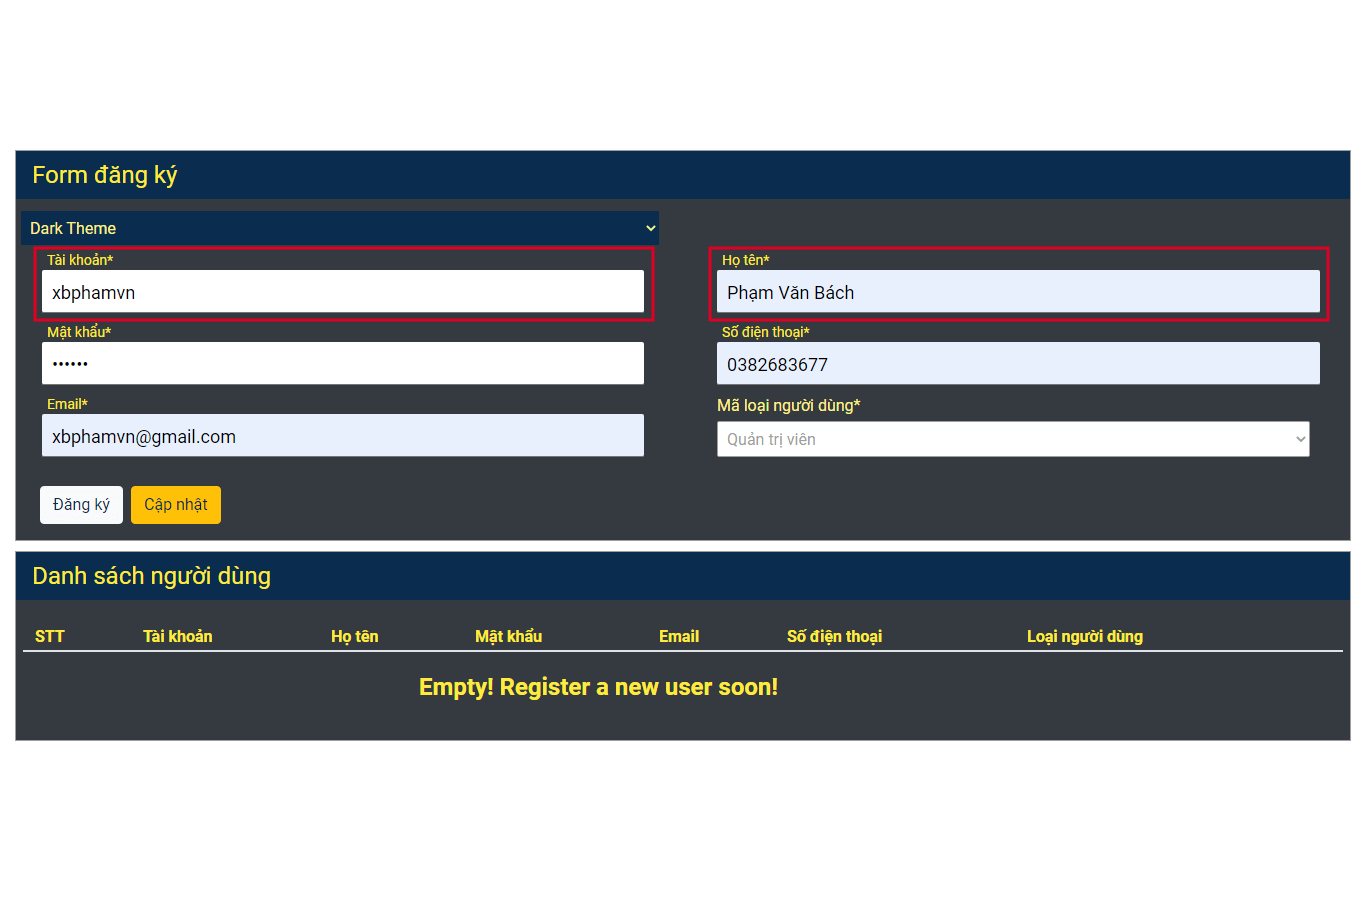 Form đăng ký
Dark Theme
Tài khoản* Họ tên*
xbphamvn Phạm Văn Bách
Mật khẩu* Số điện thoại*
•••••• 0382683677
Email* Mã loại người dùng*
xbphamvn@gmail.com Quản trị viên
Đăng ký Cập nhật
Danh sách người dùng
STT Tài khoản Họ tên Mật khẩu Email Số điện thoại Loại người dùng
Empty! Register a new user soon!